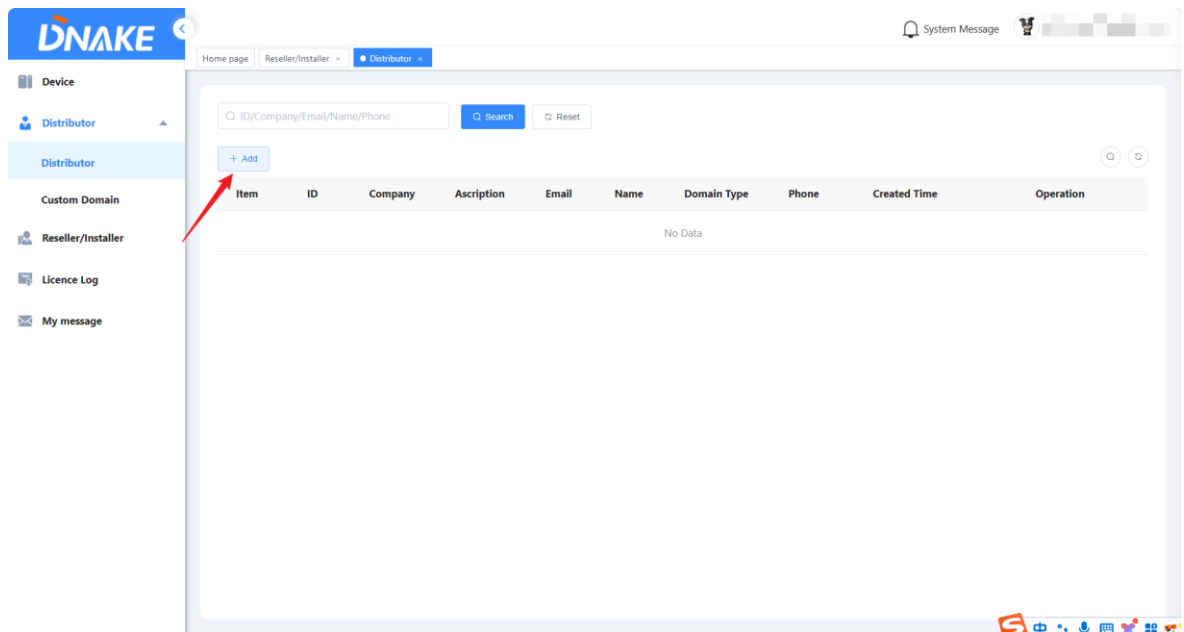 DNAKE
System Message
Home page Reseller/Installer × Distributor ×
Device
Distributor
Distributor
Custom Domain
Reseller/Installer
Licence Log
My message
ID/Company/Email/Name/Phone Search Reset
+ Add
Item ID Company Ascription Email Name Domain Type Phone Created Time Operation
No Data
S 中